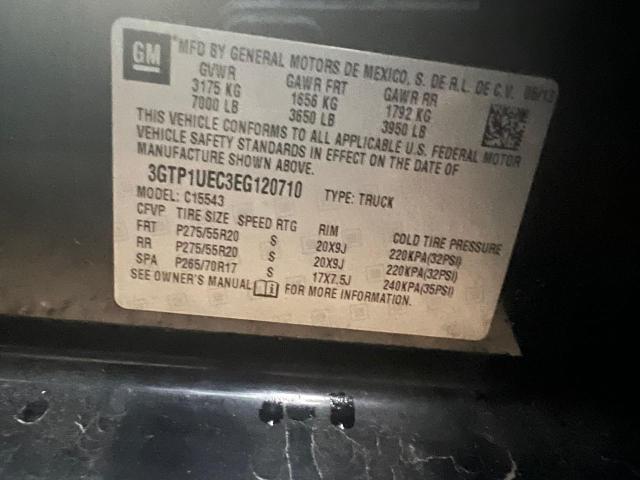 GM
MFD BY GENERAL MOTORS DE MEXICO, S. DE R.L. DE C.V. 06/13
GVWR GAWR FRT GAWR RR
3175 KG 1656 KG 1792 KG
7000 LB 3650 LB 3950 LB
THIS VEHICLE CONFORMS TO ALL APPLICABLE U.S. FEDERAL MOTOR
VEHICLE SAFETY STANDARDS IN EFFECT ON THE DATE OF
MANUFACTURE SHOWN ABOVE.
3GTP1UEC3EG120710 TYPE: TRUCK
MODEL: C15543
CFVP TIRE SIZE SPEED RTG RIM COLD TIRE PRESSURE
FRT P275/55R20 S 20X9J 220KPA(32PSI)
RR P275/55R20 S 20X9J 220KPA(32PSI)
SPA P265/70R17 S 17X7.5J 240KPA(35PSI)
SEE OWNER'S MANUAL FOR MORE INFORMATION.